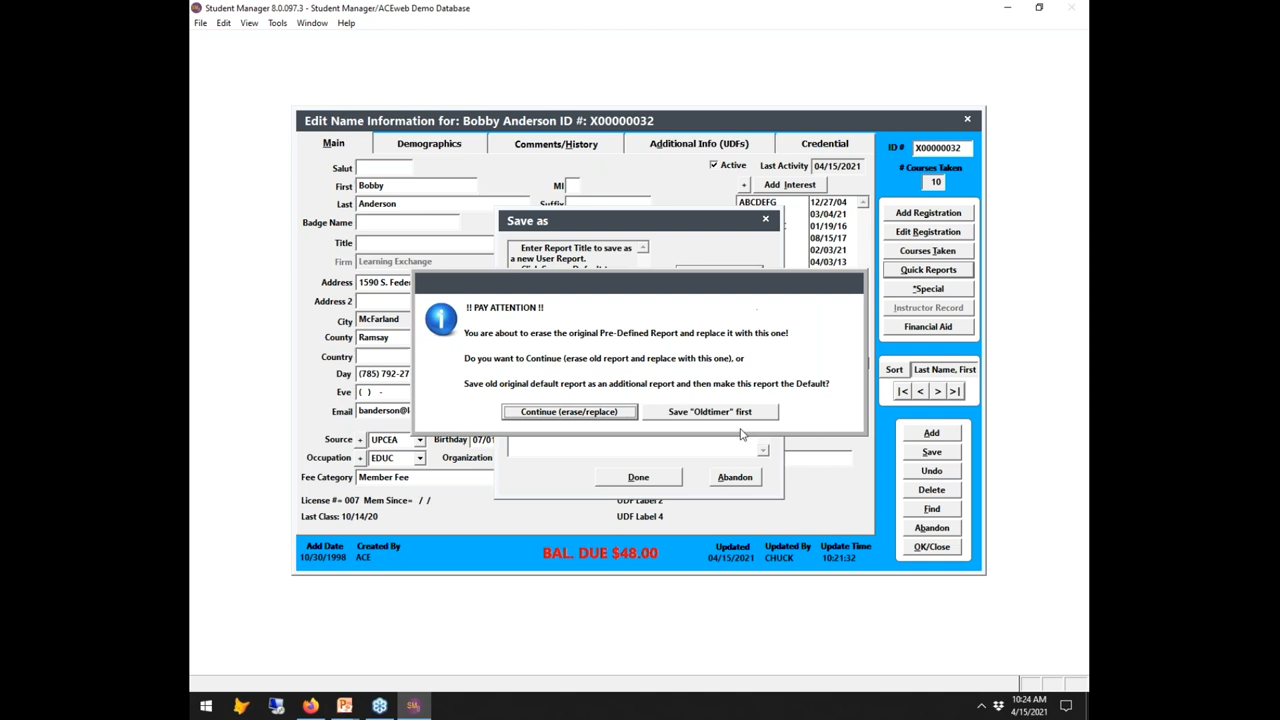 Student Manager 8.0.097.3 - Student Manager/ACEweb Demo Database
File Edit View Tools Window Help
Edit Name Information for: Bobby Anderson ID #: X00000032
Main Demographics Comments/History Additional Info (UDFs) Credential
ID # X00000032
# Courses Taken
10
Salut
Active Last Activity 04/15/2021
First Bobby MI
+ Add Interest
Last Anderson Suffix
ABCDEFG 12/27/04
03/04/21
01/19/16
08/15/17
02/03/21
04/03/13
Badge Name
Title
Firm Learning Exchange
Address 1590 S. Feder
Address 2
City McFarland
County Ramsay
Country
Day (785) 792-27
Eve ( ) -
Email banderson@l
Source + UPCEA Birthday 07/01
Occupation + EDUC Organization
Fee Category Member Fee
License #= 007 Mem Since= / / UDF Label 2
Last Class: 10/14/20 UDF Label 4
Save as
Enter Report Title to save as
a new User Report.
!! PAY ATTENTION !!
You are about to erase the original Pre-Defined Report and replace it with this one!
Do you want to Continue (erase old report and replace with this one), or
Save old original default report as an additional report and then make this report the Default?
Continue (erase/replace) Save "Oldtimer" first
Done Abandon
Add Registration
Edit Registration
Courses Taken
Quick Reports
*Special
Instructor Record
Financial Aid
Sort Last Name, First
|< < > >|
Add
Save
Undo
Delete
Find
Abandon
OK/Close
Add Date Created By
10/30/1998 ACE
BAL. DUE $48.00
Updated Updated By Update Time
04/15/2021 CHUCK 10:21:32
SM
10:24 AM
4/15/2021